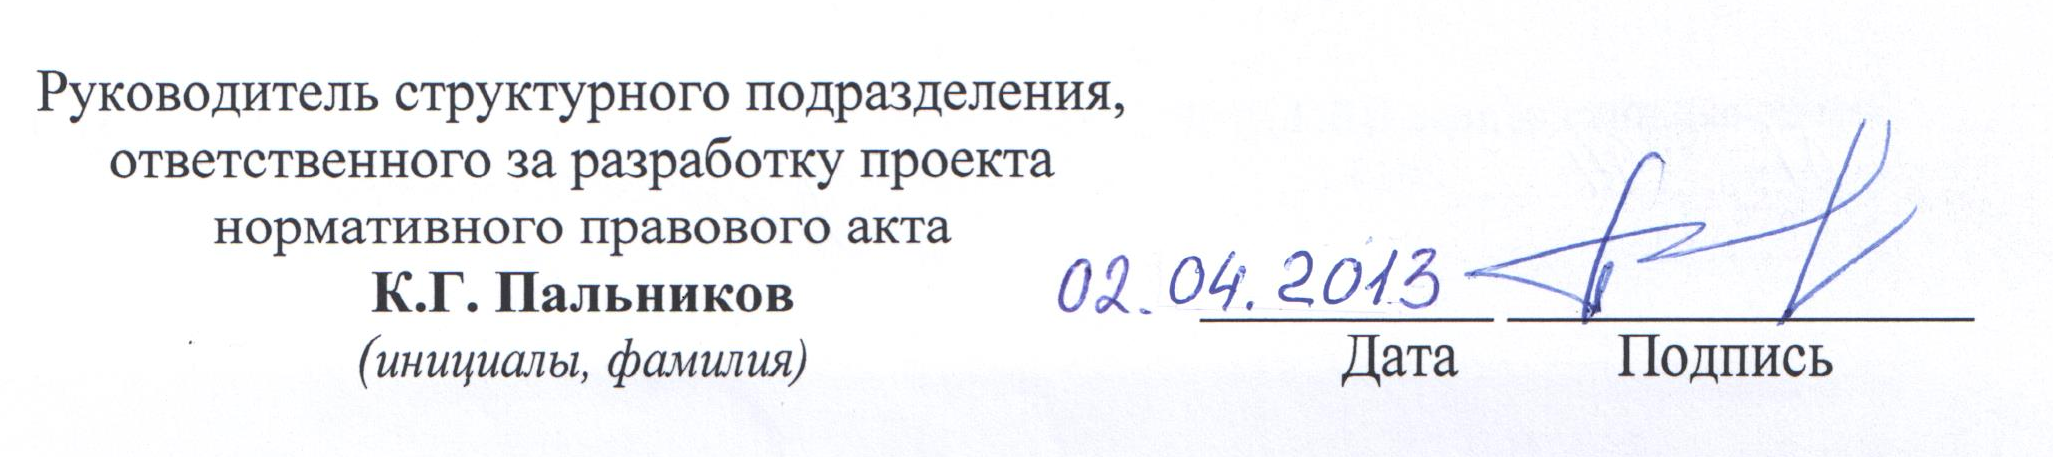 Руководитель структурного подразделения,
ответственного за разработку проекта
нормативного правового акта
К.Г. Пальников
(инициалы, фамилия)
02.04.2013
Дата Подпись